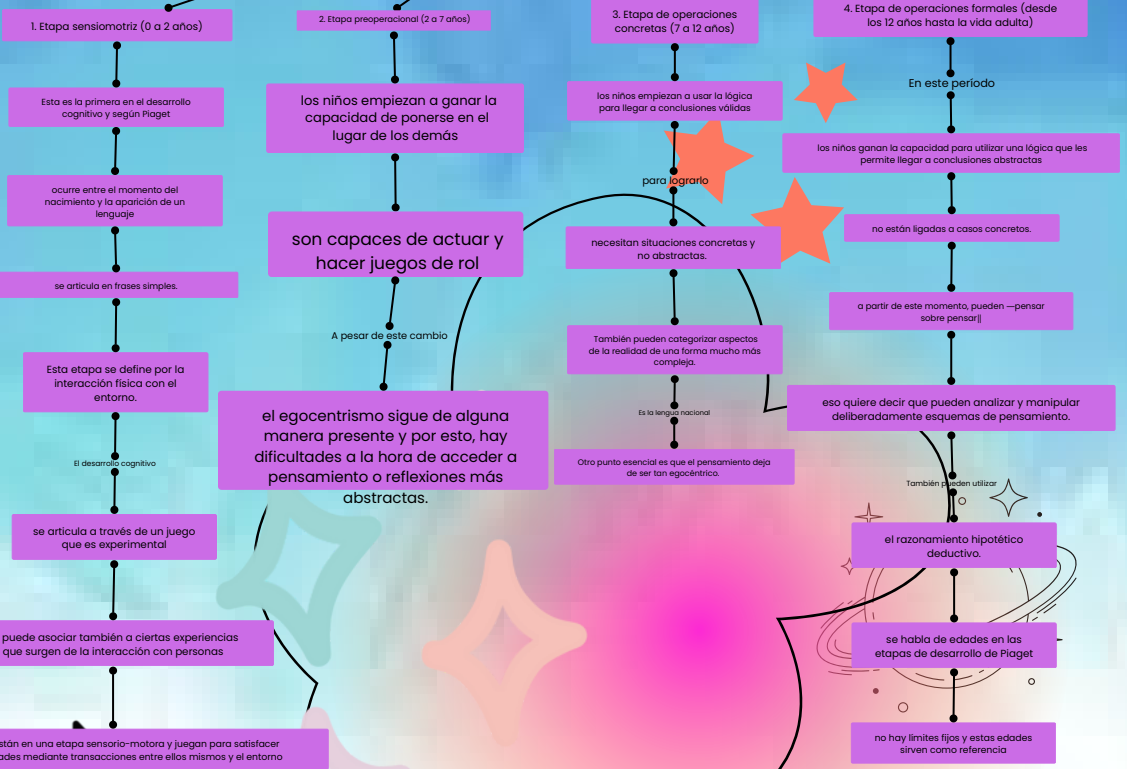 1. Etapa sensiomotriz (0 a 2 años)
Esta es la primera en el desarrollo
cognitivo y según Piaget
ocurre entre el momento del
nacimiento y la aparición de un
lenguaje
se articula en frases simples.
Esta etapa se define por la
interacción física con el
entorno.
El desarrollo cognitivo
se articula a través de un juego
que es experimental
puede asociar también a ciertas experiencias
que surgen de la interacción con personas
están en una etapa sensorio-motora y juegan para satisfacer
mediante transacciones entre ellos mismos y el entorno
2. Etapa preoperacional (2 a 7 años)
los niños empiezan a ganar la
capacidad de ponerse en el
lugar de los demás
son capaces de actuar y
hacer juegos de rol
A pesar de este cambio
el egocentrismo sigue de alguna
manera presente y por esto, hay
dificultades a la hora de acceder a
pensamiento o reflexiones más
abstractas.
3. Etapa de operaciones
concretas (7 a 12 años)
los niños empiezan a usar la lógica
para llegar a conclusiones válidas
para lograrlo
necesitan situaciones concretas y
no abstractas.
También pueden categorizar aspectos
de la realidad de una forma mucho más
compleja.
Es la lengua nacional
Otro punto esencial es que el pensamiento deja
de ser tan egocéntrico.
4. Etapa de operaciones formales (desde
los 12 años hasta la vida adulta)
En este período
los niños ganan la capacidad para utilizar una lógica que les
permite llegar a conclusiones abstractas
no están ligadas a casos concretos.
a partir de este momento, pueden ―pensar
sobre pensar‖
eso quiere decir que pueden analizar y manipular
deliberadamente esquemas de pensamiento.
También pueden utilizar
el razonamiento hipotético
deductivo.
se habla de edades en las
etapas de desarrollo de Piaget
no hay límites fijos y estas edades
sirven como referencia